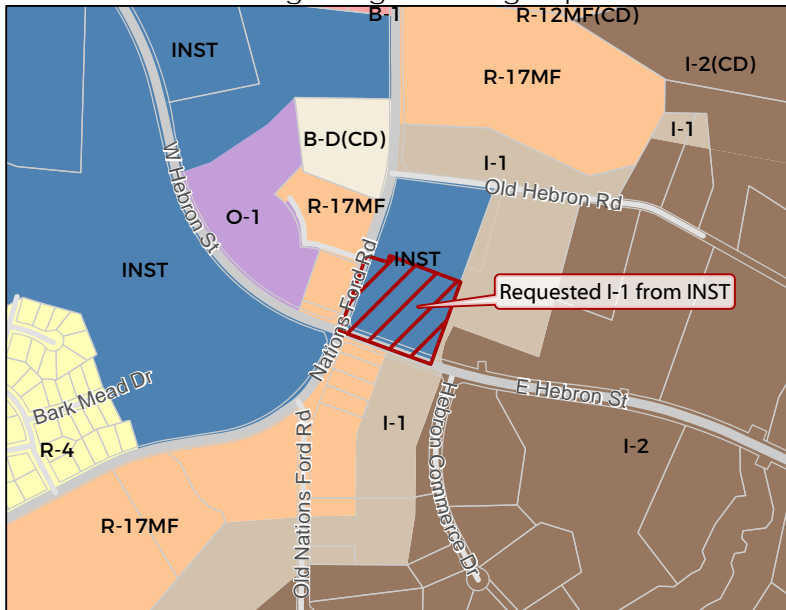 B-1
R-12MF(CD)
INST
I-2(CD)
R-17MF
B-D(CD)
I-1
I-1
W Hebron St
Old Hebron Rd
R-17MF
O-1
INST
INST
Nations Ford Rd
Requested I-1 from INST
Bark Mead Dr
E Hebron St
R-4
I-1
Hebron Commerce Dr
I-2
Old Nations Ford Rd
R-17MF